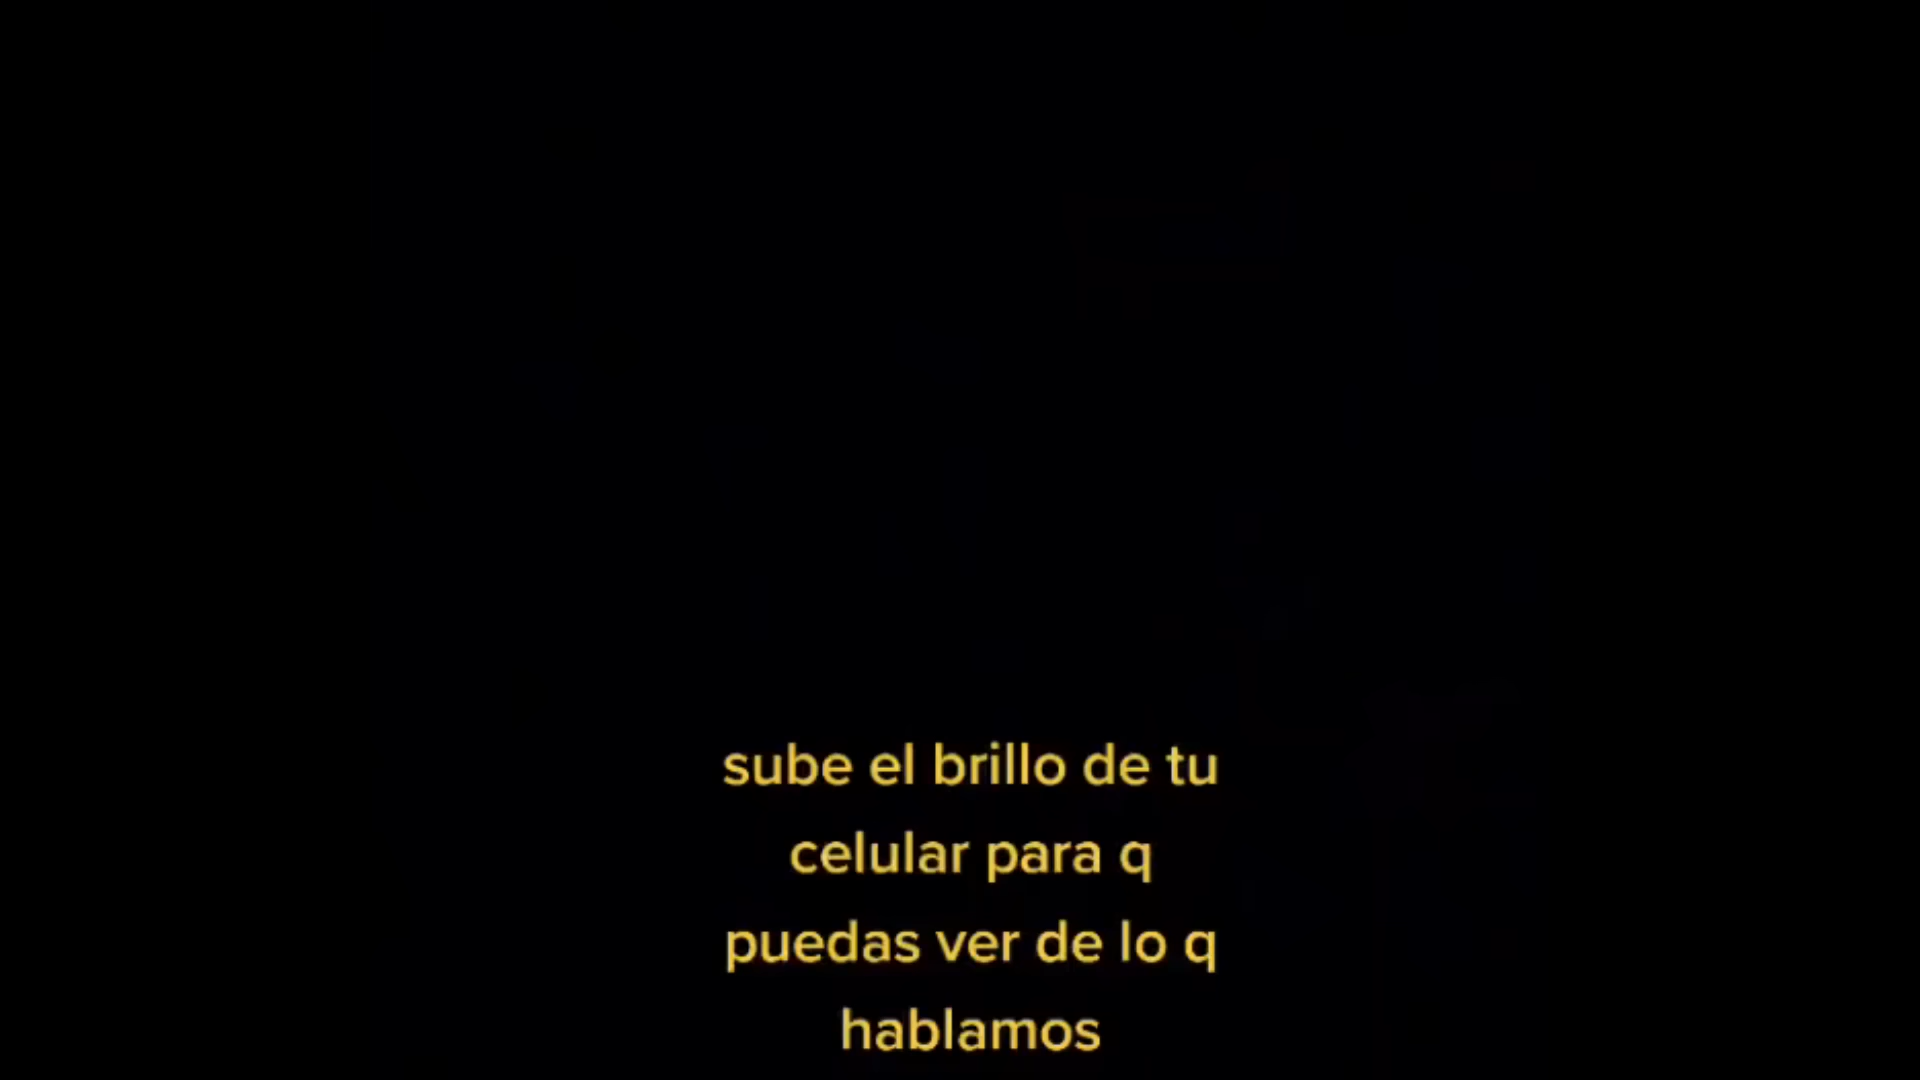 sube el brillo de tu
celular para q
puedas ver de lo q
hablamos